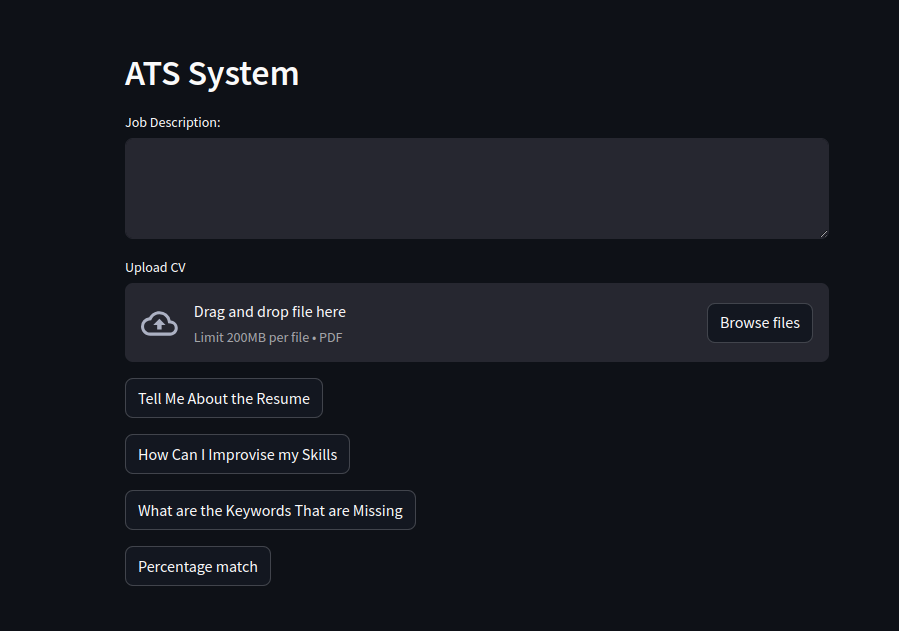 ATS System
Job Description:
Upload CV
Drag and drop file here
Limit 200MB per file • PDF
Browse files
Tell Me About the Resume
How Can I Improvise my Skills
What are the Keywords That are Missing
Percentage match